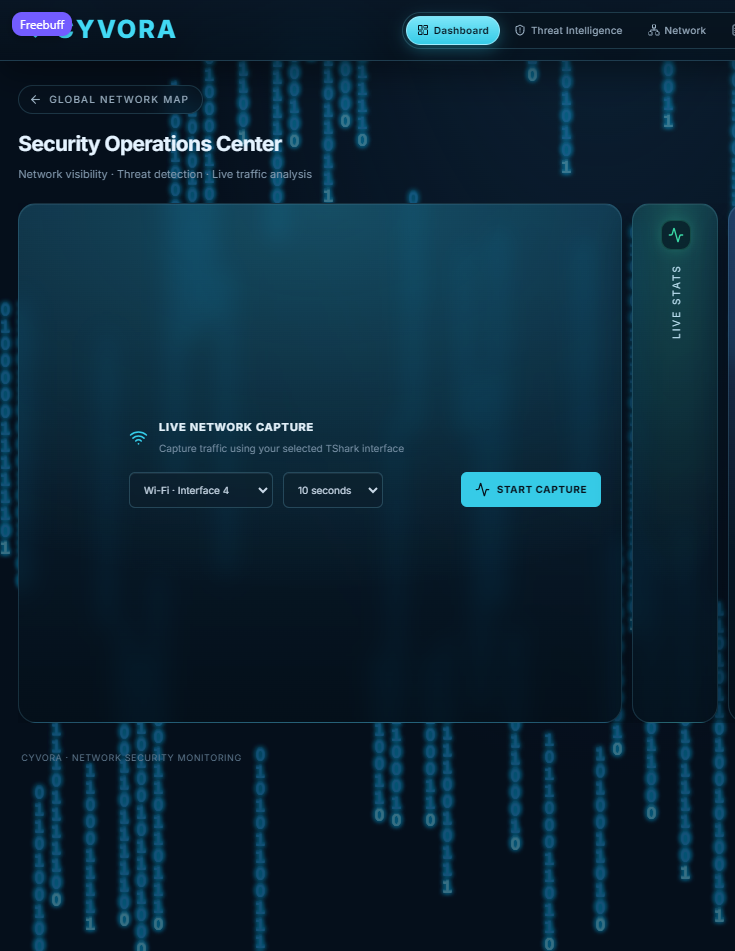 Freebuff
CYVORA
Dashboard
Threat Intelligence
Network
GLOBAL NETWORK MAP
Security Operations Center
Network visibility · Threat detection · Live traffic analysis
LIVE STATS
LIVE NETWORK CAPTURE
Capture traffic using your selected TShark interface
Wi-Fi · Interface 4
10 seconds
START CAPTURE
CYVORA · NETWORK SECURITY MONITORING